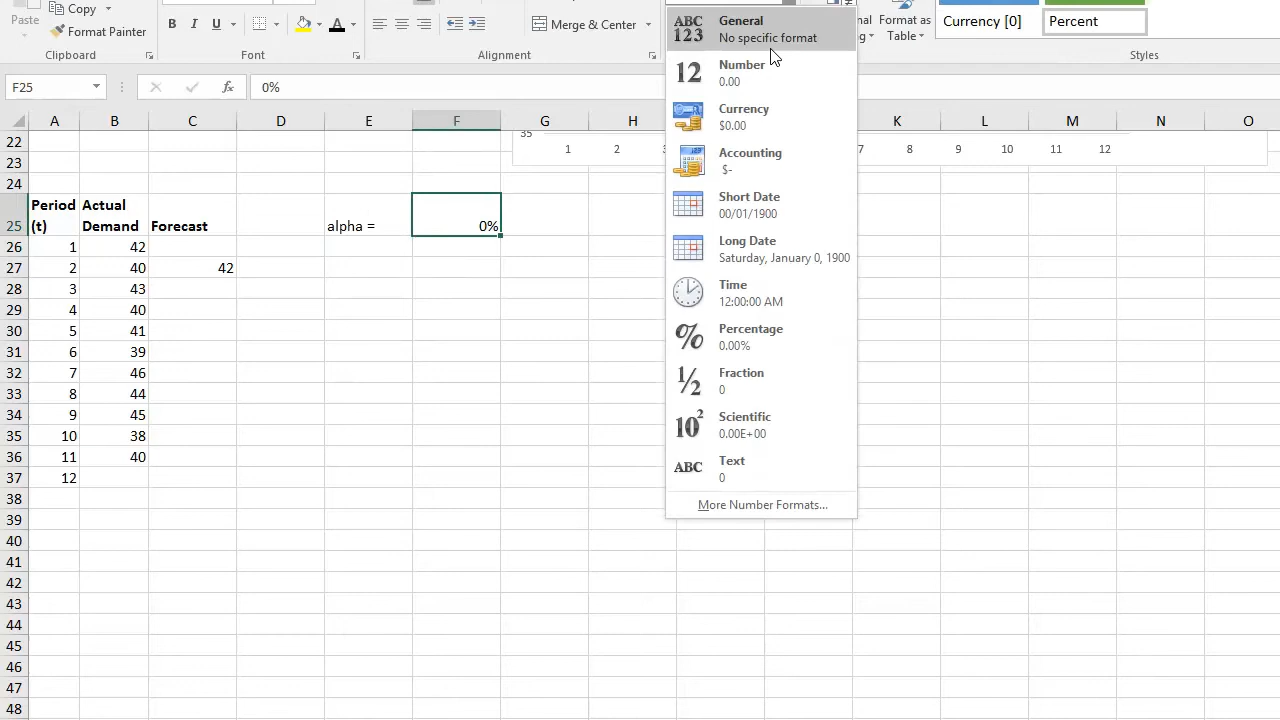 Paste
Copy
Format Painter
B I U
A
Merge & Center
Format as
Table
Currency [0]
Percent
Clipboard
Font
Alignment
Styles
F25
fx
0%
General
No specific format
Number
0.00
Currency
$0.00
Accounting
$-
Short Date
00/01/1900
Long Date
Saturday, January 0, 1900
Time
12:00:00 AM
Percentage
0.00%
Fraction
0
Scientific
0.00E+00
Text
0
More Number Formats...
A B C D E F G H K L M N O
22 35
1 2 7 8 9 10 11 12
23
24
Period Actual
25 (t) Demand Forecast alpha = 0%
26 1 42
27 2 40 42
28 3 43
29 4 40
30 5 41
31 6 39
32 7 46
33 8 44
34 9 45
35 10 38
36 11 40
37 12
38
39
40
41
42
43
44
45
46
47
48